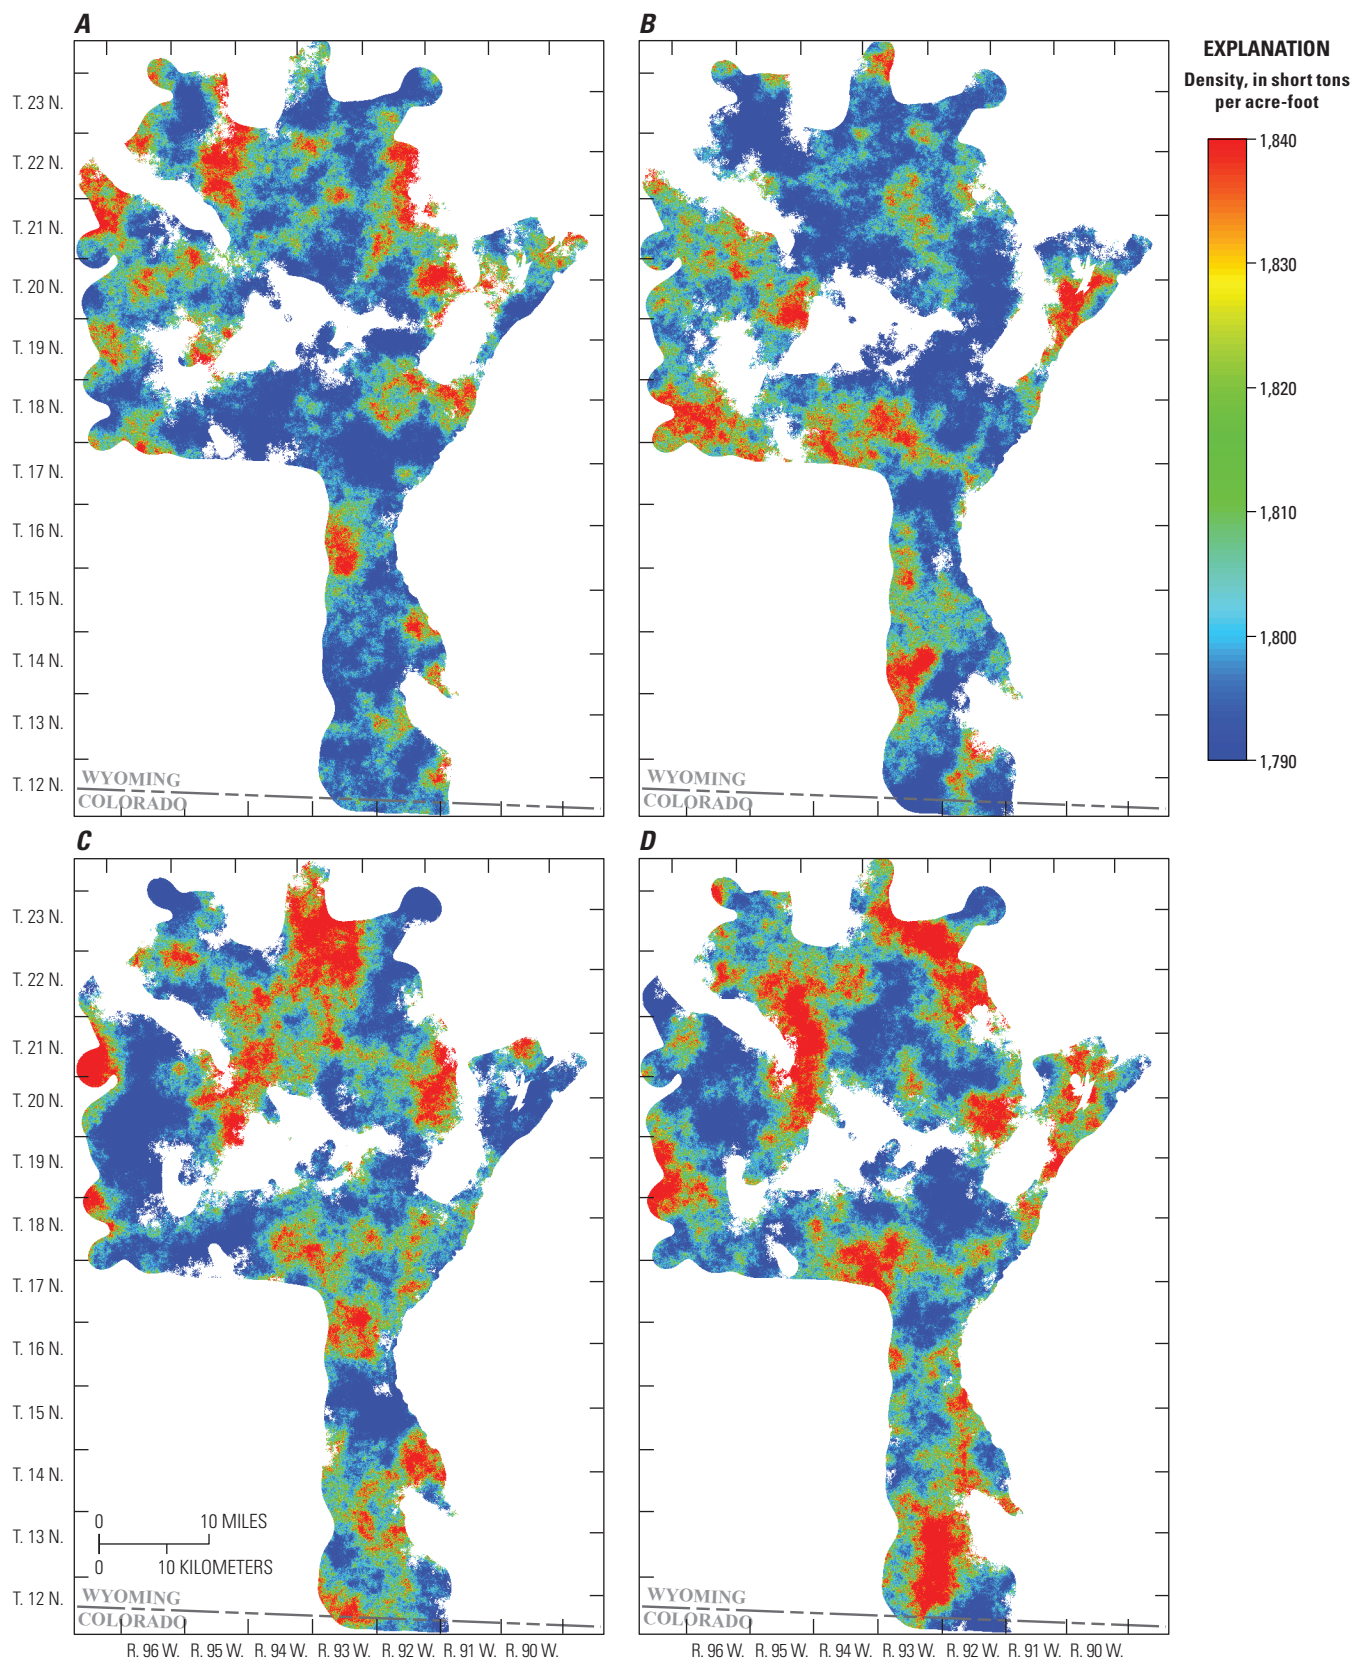 A
B
EXPLANATION
Density, in short tons
per acre-foot
1,840
1,830
1,820
1,810
1,800
1,790
T. 23 N.
T. 22 N.
T. 21 N.
T. 20 N.
T. 19 N.
T. 18 N.
T. 17 N.
T. 16 N.
T. 15 N.
T. 14 N.
T. 13 N.
T. 12 N.
WYOMING
COLORADO
WYOMING
COLORADO
C
D
T. 23 N.
T. 22 N.
T. 21 N.
T. 20 N.
T. 19 N.
T. 18 N.
T. 17 N.
T. 16 N.
T. 15 N.
T. 14 N.
T. 13 N.
T. 12 N.
0 10 MILES
0 10 KILOMETERS
WYOMING
COLORADO
WYOMING
COLORADO
R. 96 W. R. 95 W. R. 94 W. R. 93 W. R. 92 W. R. 91 W. R. 90 W.
R. 96 W. R. 95 W. R. 94 W. R. 93 W. R. 92 W. R. 91 W. R. 90 W.